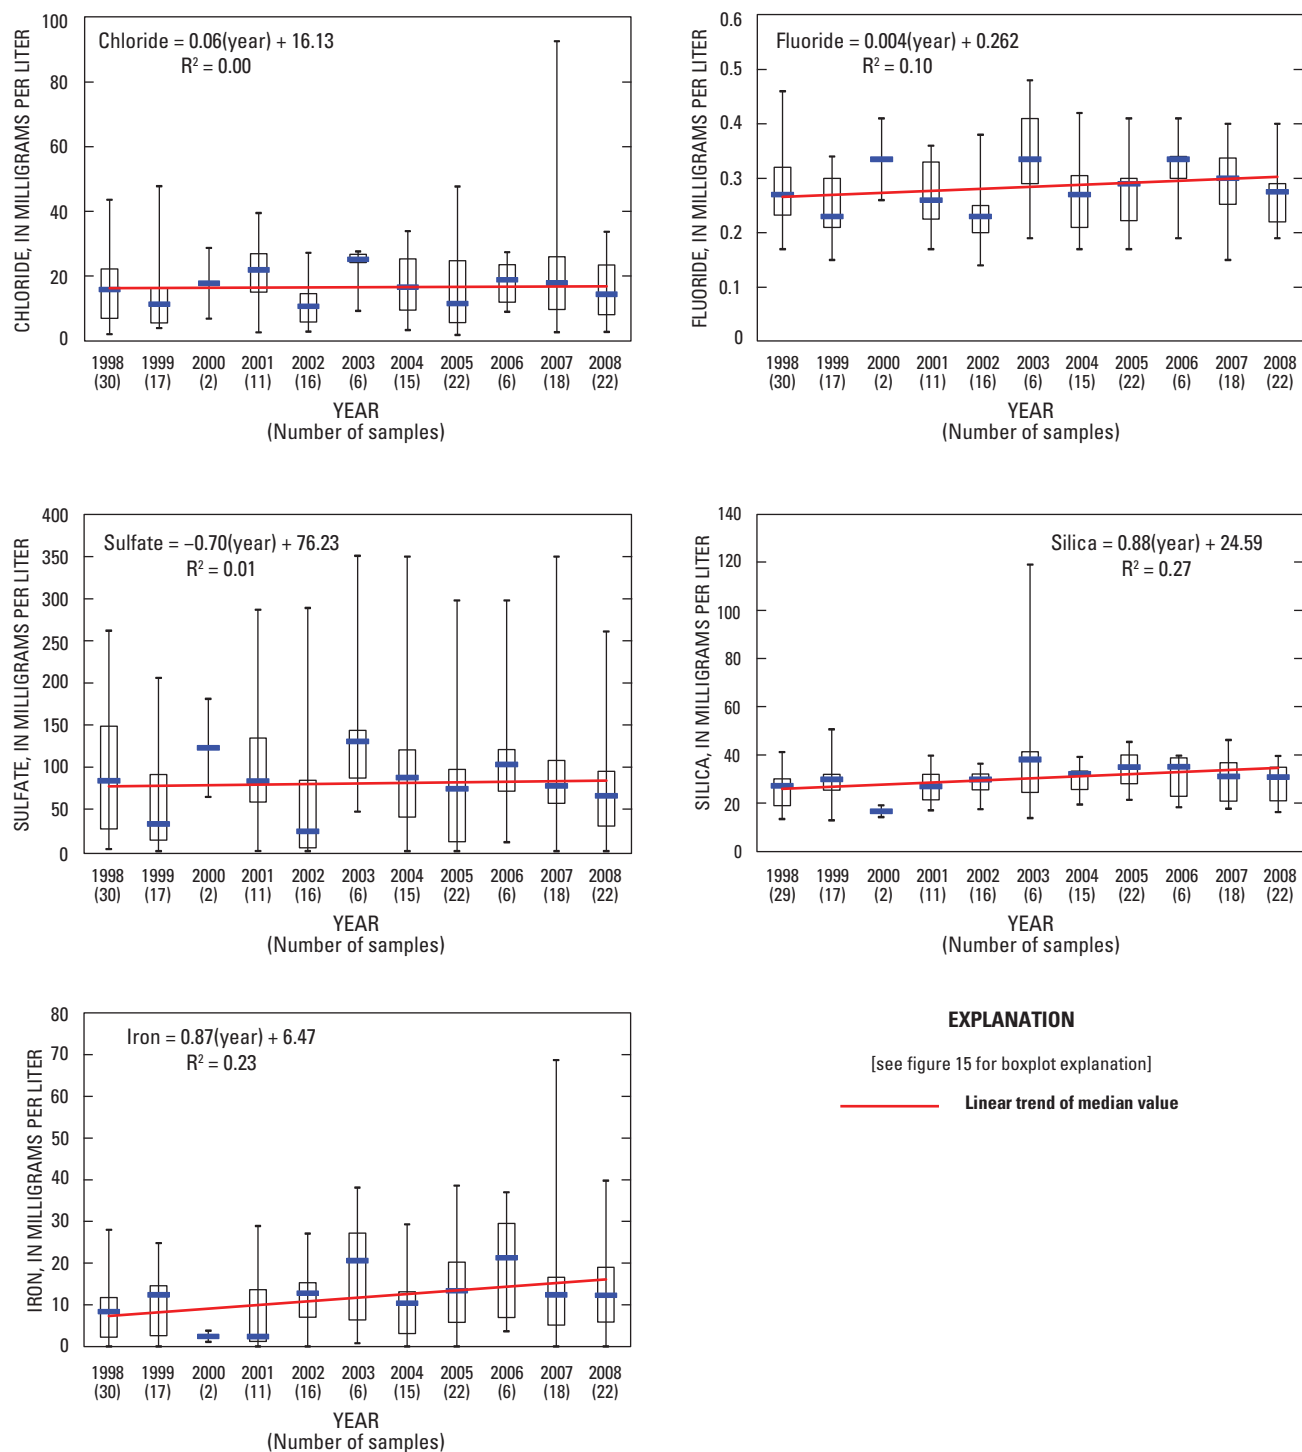 CHLORIDE, IN MILLIGRAMS PER LITER
100
80
60
40
20
0
Chloride = 0.06(year) + 16.13
R² = 0.00
1998 1999 2000 2001 2002 2003 2004 2005 2006 2007 2008
(30) (17) (2) (11) (16) (6) (15) (22) (6) (18) (22)
YEAR
(Number of samples)
FLUORIDE, IN MILLIGRAMS PER LITER
0.6
0.5
0.4
0.3
0.2
0.1
0
Fluoride = 0.004(year) + 0.262
R² = 0.10
1998 1999 2000 2001 2002 2003 2004 2005 2006 2007 2008
(30) (17) (2) (11) (16) (6) (15) (22) (6) (18) (22)
YEAR
(Number of samples)
SULFATE, IN MILLIGRAMS PER LITER
400
350
300
250
200
150
100
50
0
Sulfate = −0.70(year) + 76.23
R² = 0.01
1998 1999 2000 2001 2002 2003 2004 2005 2006 2007 2008
(30) (17) (2) (11) (16) (6) (15) (22) (6) (18) (22)
YEAR
(Number of samples)
SILICA, IN MILLIGRAMS PER LITER
140
120
100
80
60
40
20
0
Silica = 0.88(year) + 24.59
R² = 0.27
1998 1999 2000 2001 2002 2003 2004 2005 2006 2007 2008
(29) (17) (2) (11) (16) (6) (15) (22) (6) (18) (22)
YEAR
(Number of samples)
IRON, IN MILLIGRAMS PER LITER
80
70
60
50
40
30
20
10
0
Iron = 0.87(year) + 6.47
R² = 0.23
1998 1999 2000 2001 2002 2003 2004 2005 2006 2007 2008
(30) (17) (2) (11) (16) (6) (15) (22) (6) (18) (22)
YEAR
(Number of samples)
EXPLANATION
[see figure 15 for boxplot explanation]
Linear trend of median value